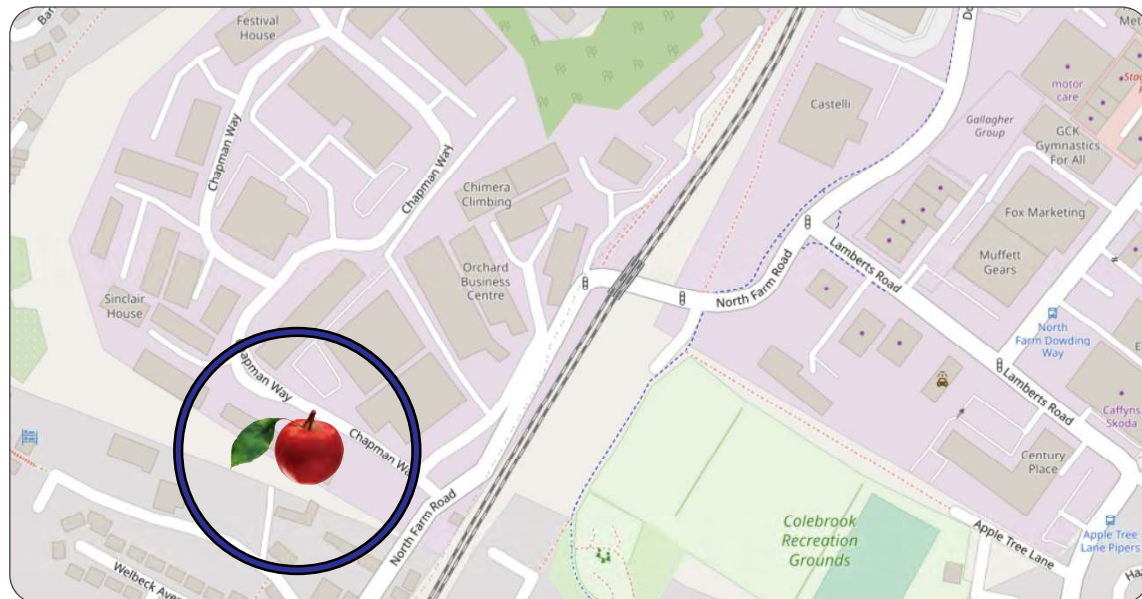 Festival
House
Castelli
motor
care
Gallagher
Group
GCK
Gymnastics
For All
Chapman Way
Chapman Way
Chimera
Climbing
Fox Marketing
Muffett
Gears
Lamberts Road
North Farm Road
Orchard
Business
Centre
Sinclair
House
North
Farm Dowding
Way
Chapman Way
Lamberts Road
Caffyns
Skoda
Chapman Way
Century
Place
North Farm Road
Colebrook
Recreation
Grounds
Apple Tree Lane
Apple Tree
Lane Pipers